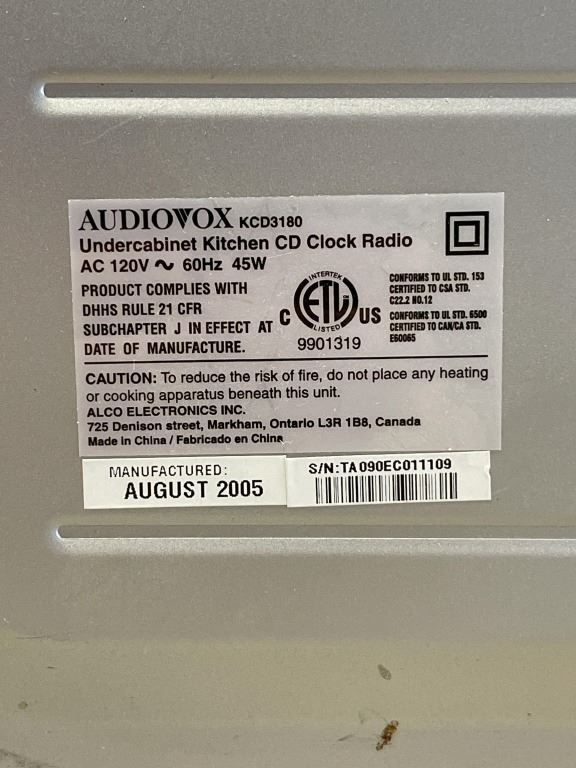 AUDIOVOX KCD3180
Undercabinet Kitchen CD Clock Radio
AC 120V ~ 60Hz 45W
PRODUCT COMPLIES WITH
DHHS RULE 21 CFR
SUBCHAPTER J IN EFFECT AT
DATE OF MANUFACTURE.
INTERTEK
C ETL US
LISTED
9901319
CONFORMS TO UL STD. 153
CERTIFIED TO CSA STD.
C22.2 NO.12
CONFORMS TO UL STD. 6500
CERTIFIED TO CAN/CA STD.
E60065
CAUTION: To reduce the risk of fire, do not place any heating
or cooking apparatus beneath this unit.
ALCO ELECTRONICS INC.
725 Denison street, Markham, Ontario L3R 1B8, Canada
Made in China / Fabricado en China
MANUFACTURED:
AUGUST 2005
S/N:TA090EC011109